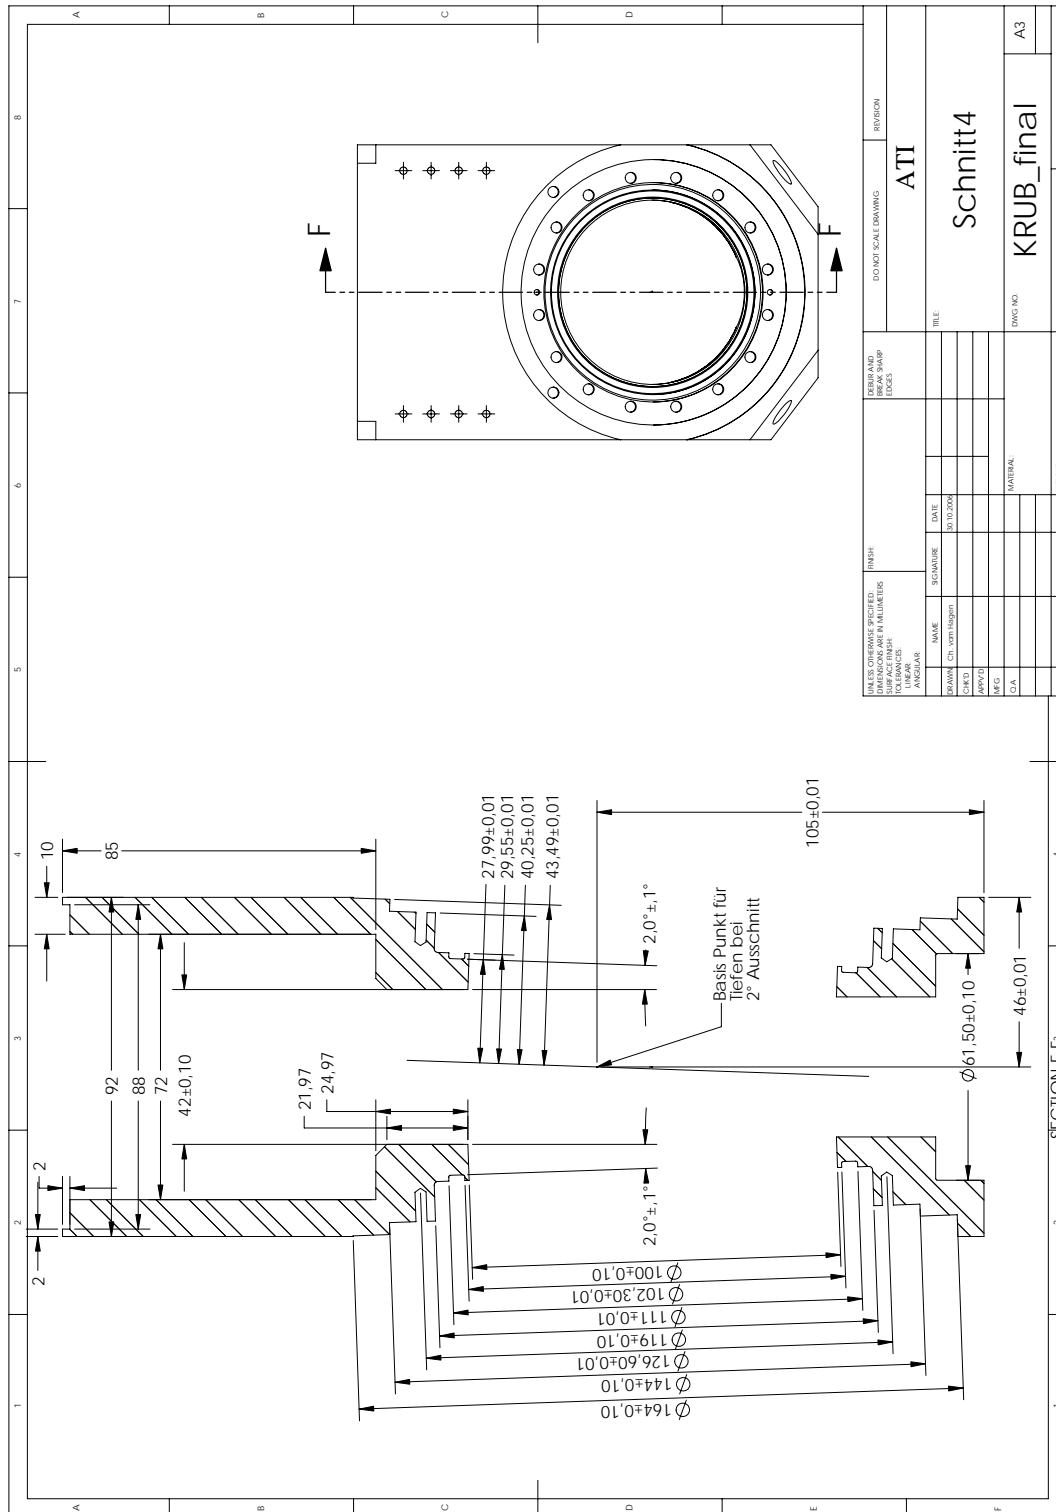 A
B
C
D
8
7
6
5
4
3
2
1
A
B
C
D
E
F
F
F
10
85
92
88
72
42±0,10
2
2
21,97
24,97
27,99±0,01
29,55±0,01
40,25±0,01
43,49±0,01
2,0°±,1°
2,0°±,1°
105±0,01
Basis Punkt für
Tiefen bei
2° Ausschnitt
Ø61,50±0,10
46±0,01
Ø100±0,10
Ø102,30±0,01
Ø111±0,01
Ø119±0,10
Ø126,60±0,01
Ø144±0,10
Ø164±0,10
UNLESS OTHERWISE SPECIFIED:
DIMENSIONS ARE IN MILLIMETERS
SURFACE FINISH:
TOLERANCES:
LINEAR:
ANGULAR:
FINISH:
DEBUR AND
BREAK SHARP
EDGES
DO NOT SCALE DRAWING
REVISION
ATI
NAME
SIGNATURE
DATE
DRAWN
Ch. vom Hagen
30.10.2006
CHK'D
APPV'D
MFG
Q.A
TITLE:
Schnitt4
MATERIAL:
DWG NO.
KRUB_final
A3